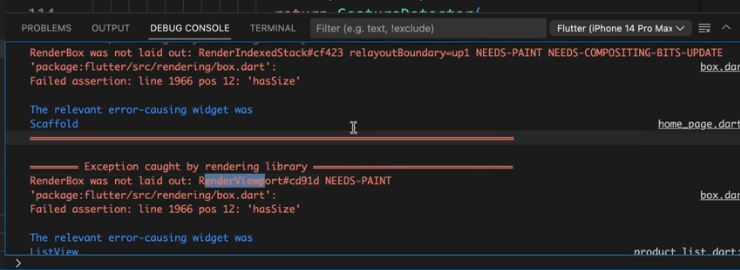 114
return GestureDetector(
PROBLEMS OUTPUT DEBUG CONSOLE TERMINAL Filter (e.g. text, !exclude) Flutter (iPhone 14 Pro Max
RenderBox was not laid out: RenderIndexedStack#cf423 relayoutBoundary=up1 NEEDS-PAINT NEEDS-COMPOSITING-BITS-UPDATE
'package:flutter/src/rendering/box.dart': box.dar
Failed assertion: line 1966 pos 12: 'hasSize'
The relevant error-causing widget was
Scaffold home_page.dart
Exception caught by rendering library
RenderBox was not laid out: RenderViewport#cd91d NEEDS-PAINT
'package:flutter/src/rendering/box.dart': box.dar
Failed assertion: line 1966 pos 12: 'hasSize'
The relevant error-causing widget was
ListView product_list.dart:
>